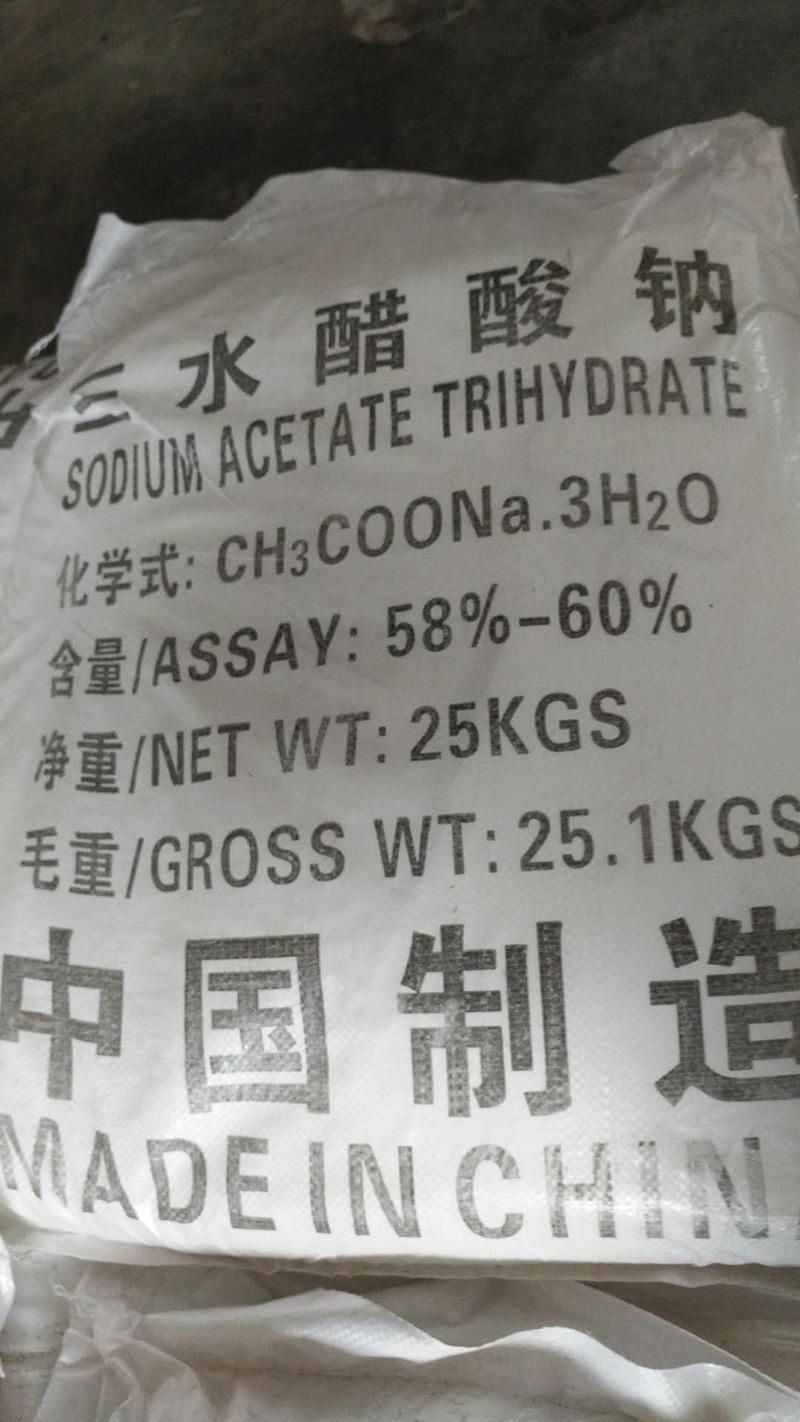 三水醋酸钠
SODIUM ACETATE TRIHYDRATE
化学式: CH₃COONa.3H₂O
含量/ASSAY: 58%-60%
净重/NET WT: 25KGS
毛重/GROSS WT: 25.1KGS
中国制造
MADE IN CHIN